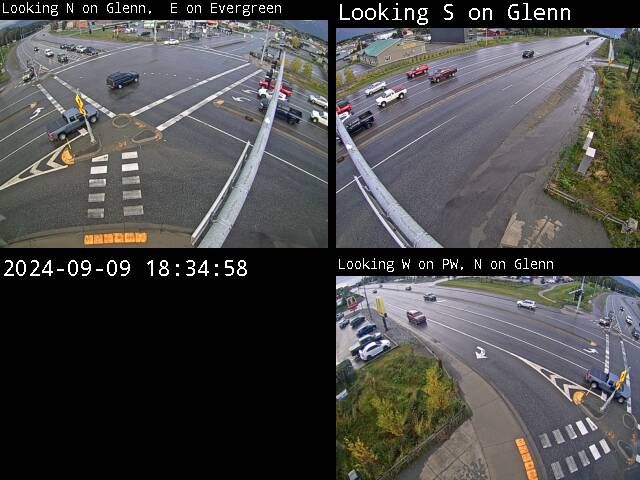 Looking N on Glenn,  E on Evergreen
Looking S on Glenn
2024-09-09 18:34:58
Looking W on PW, N on Glenn